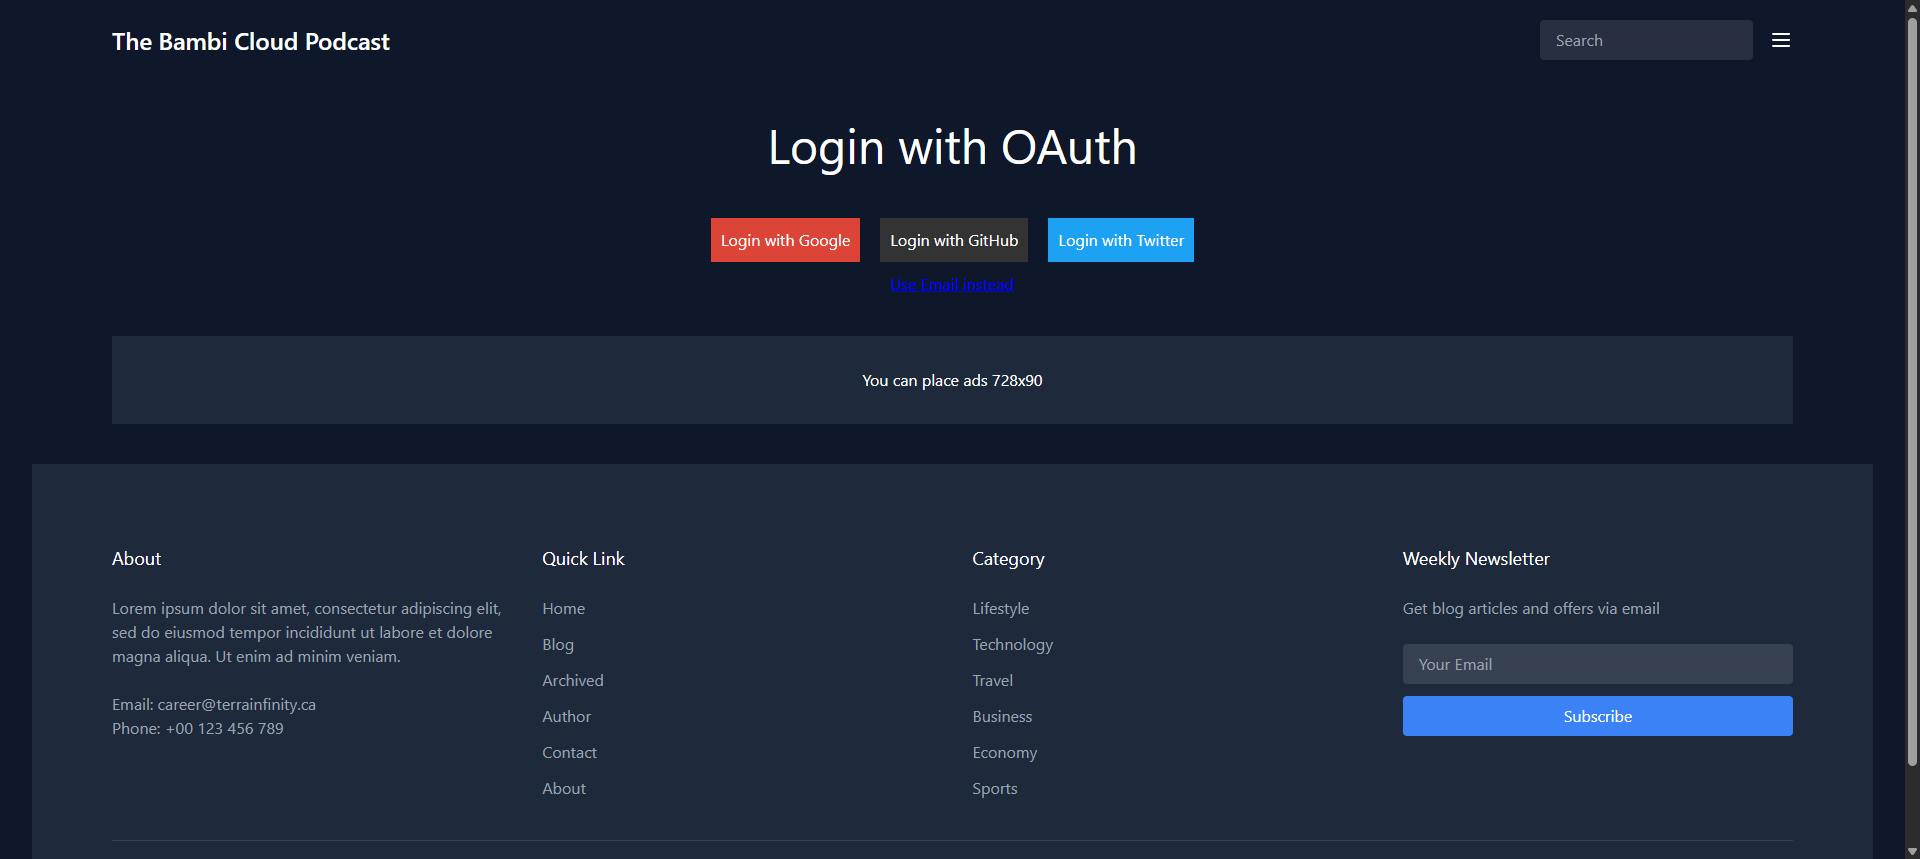 The Bambi Cloud Podcast
Search
Login with OAuth
Login with Google
Login with GitHub
Login with Twitter
Use Email instead
You can place ads 728x90
About
Lorem ipsum dolor sit amet, consectetur adipiscing elit,
sed do eiusmod tempor incididunt ut labore et dolore
magna aliqua. Ut enim ad minim veniam.
Email: career@terrainfinity.ca
Phone: +00 123 456 789
Quick Link
Home
Blog
Archived
Author
Contact
About
Category
Lifestyle
Technology
Travel
Business
Economy
Sports
Weekly Newsletter
Get blog articles and offers via email
Your Email
Subscribe